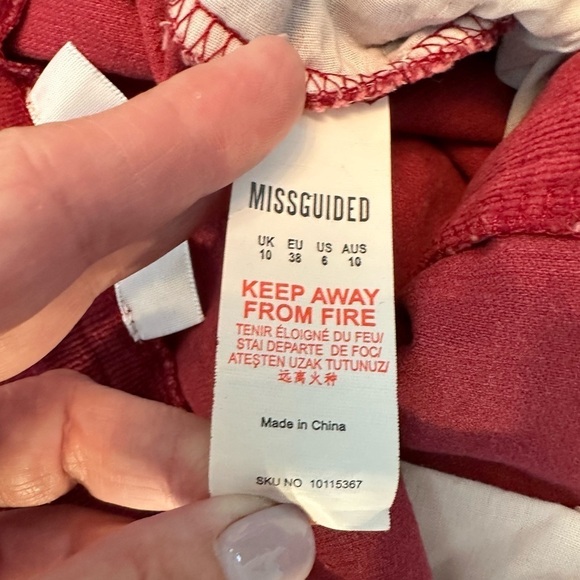 MISSGUIDED
UK EU US AUS
10 38 6 10
KEEP AWAY
FROM FIRE
TENIR ÉLOIGNÉ DU FEU/
STAI DEPARTE DE FOC/
ATEȘTEN UZAK TUTUNUZ/
远离火种
Made in China
SKU NO 10115367